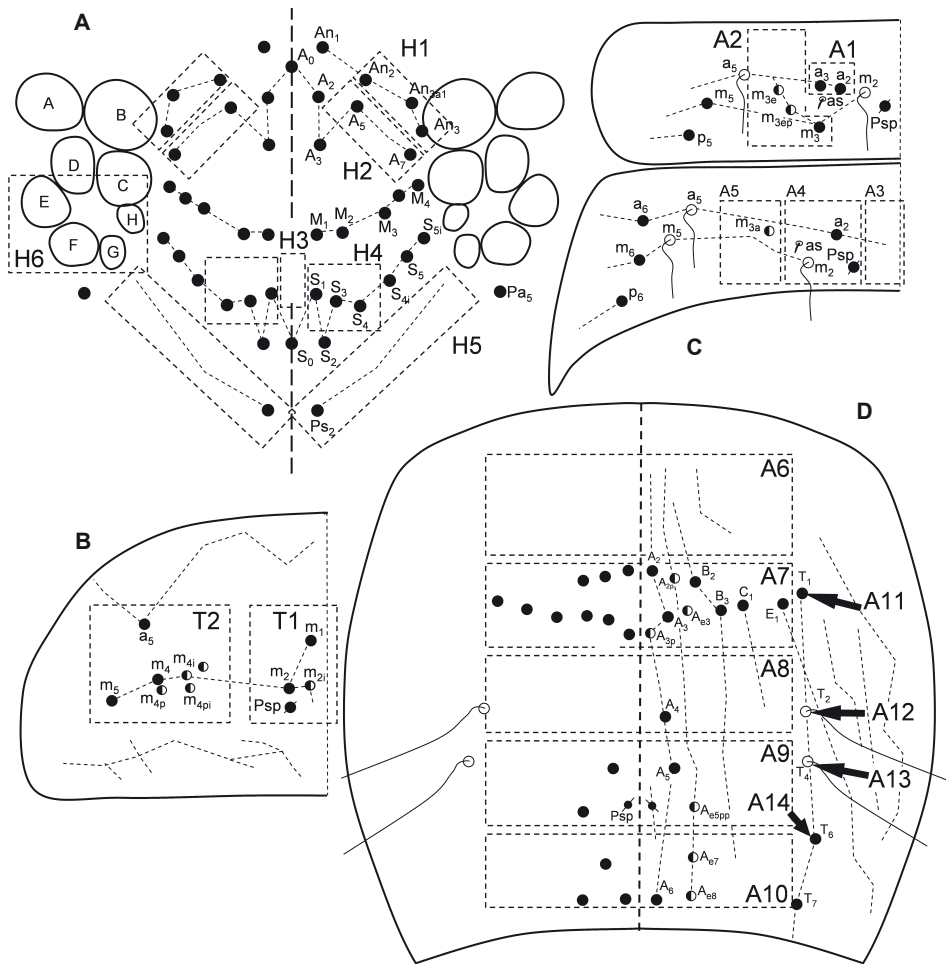 A
An1
H1
A0
An2
A2
An3a1
A5
An3
A3
A7
H2
A
B
D
C
E
H
F
G
H6
M1
M2
M3
M4
S5i
H3
H4
S1
S3
S5
S4i
S4
S0
S2
Pa5
H5
Ps2
A2
A1
a5
a3
a2
m2
m5
m3e
as
m3ep
m3
Psp
p5
A5
A4
A3
a6
a5
m3a
a2
m6
m5
as
m2
Psp
p6
C
D
B
T2
T1
a5
m1
m4i
m4
m2
m2i
m5
m4p
m4pi
Psp
A6
A7
A2
A2p
B2
B3
C1
E1
T1
A11
A3
Ae3
A3p
A8
A4
T2
A12
A9
A5
T4
A13
Psp
Ae5pp
A14
T6
Ae7
A6
Ae8
A10
T7